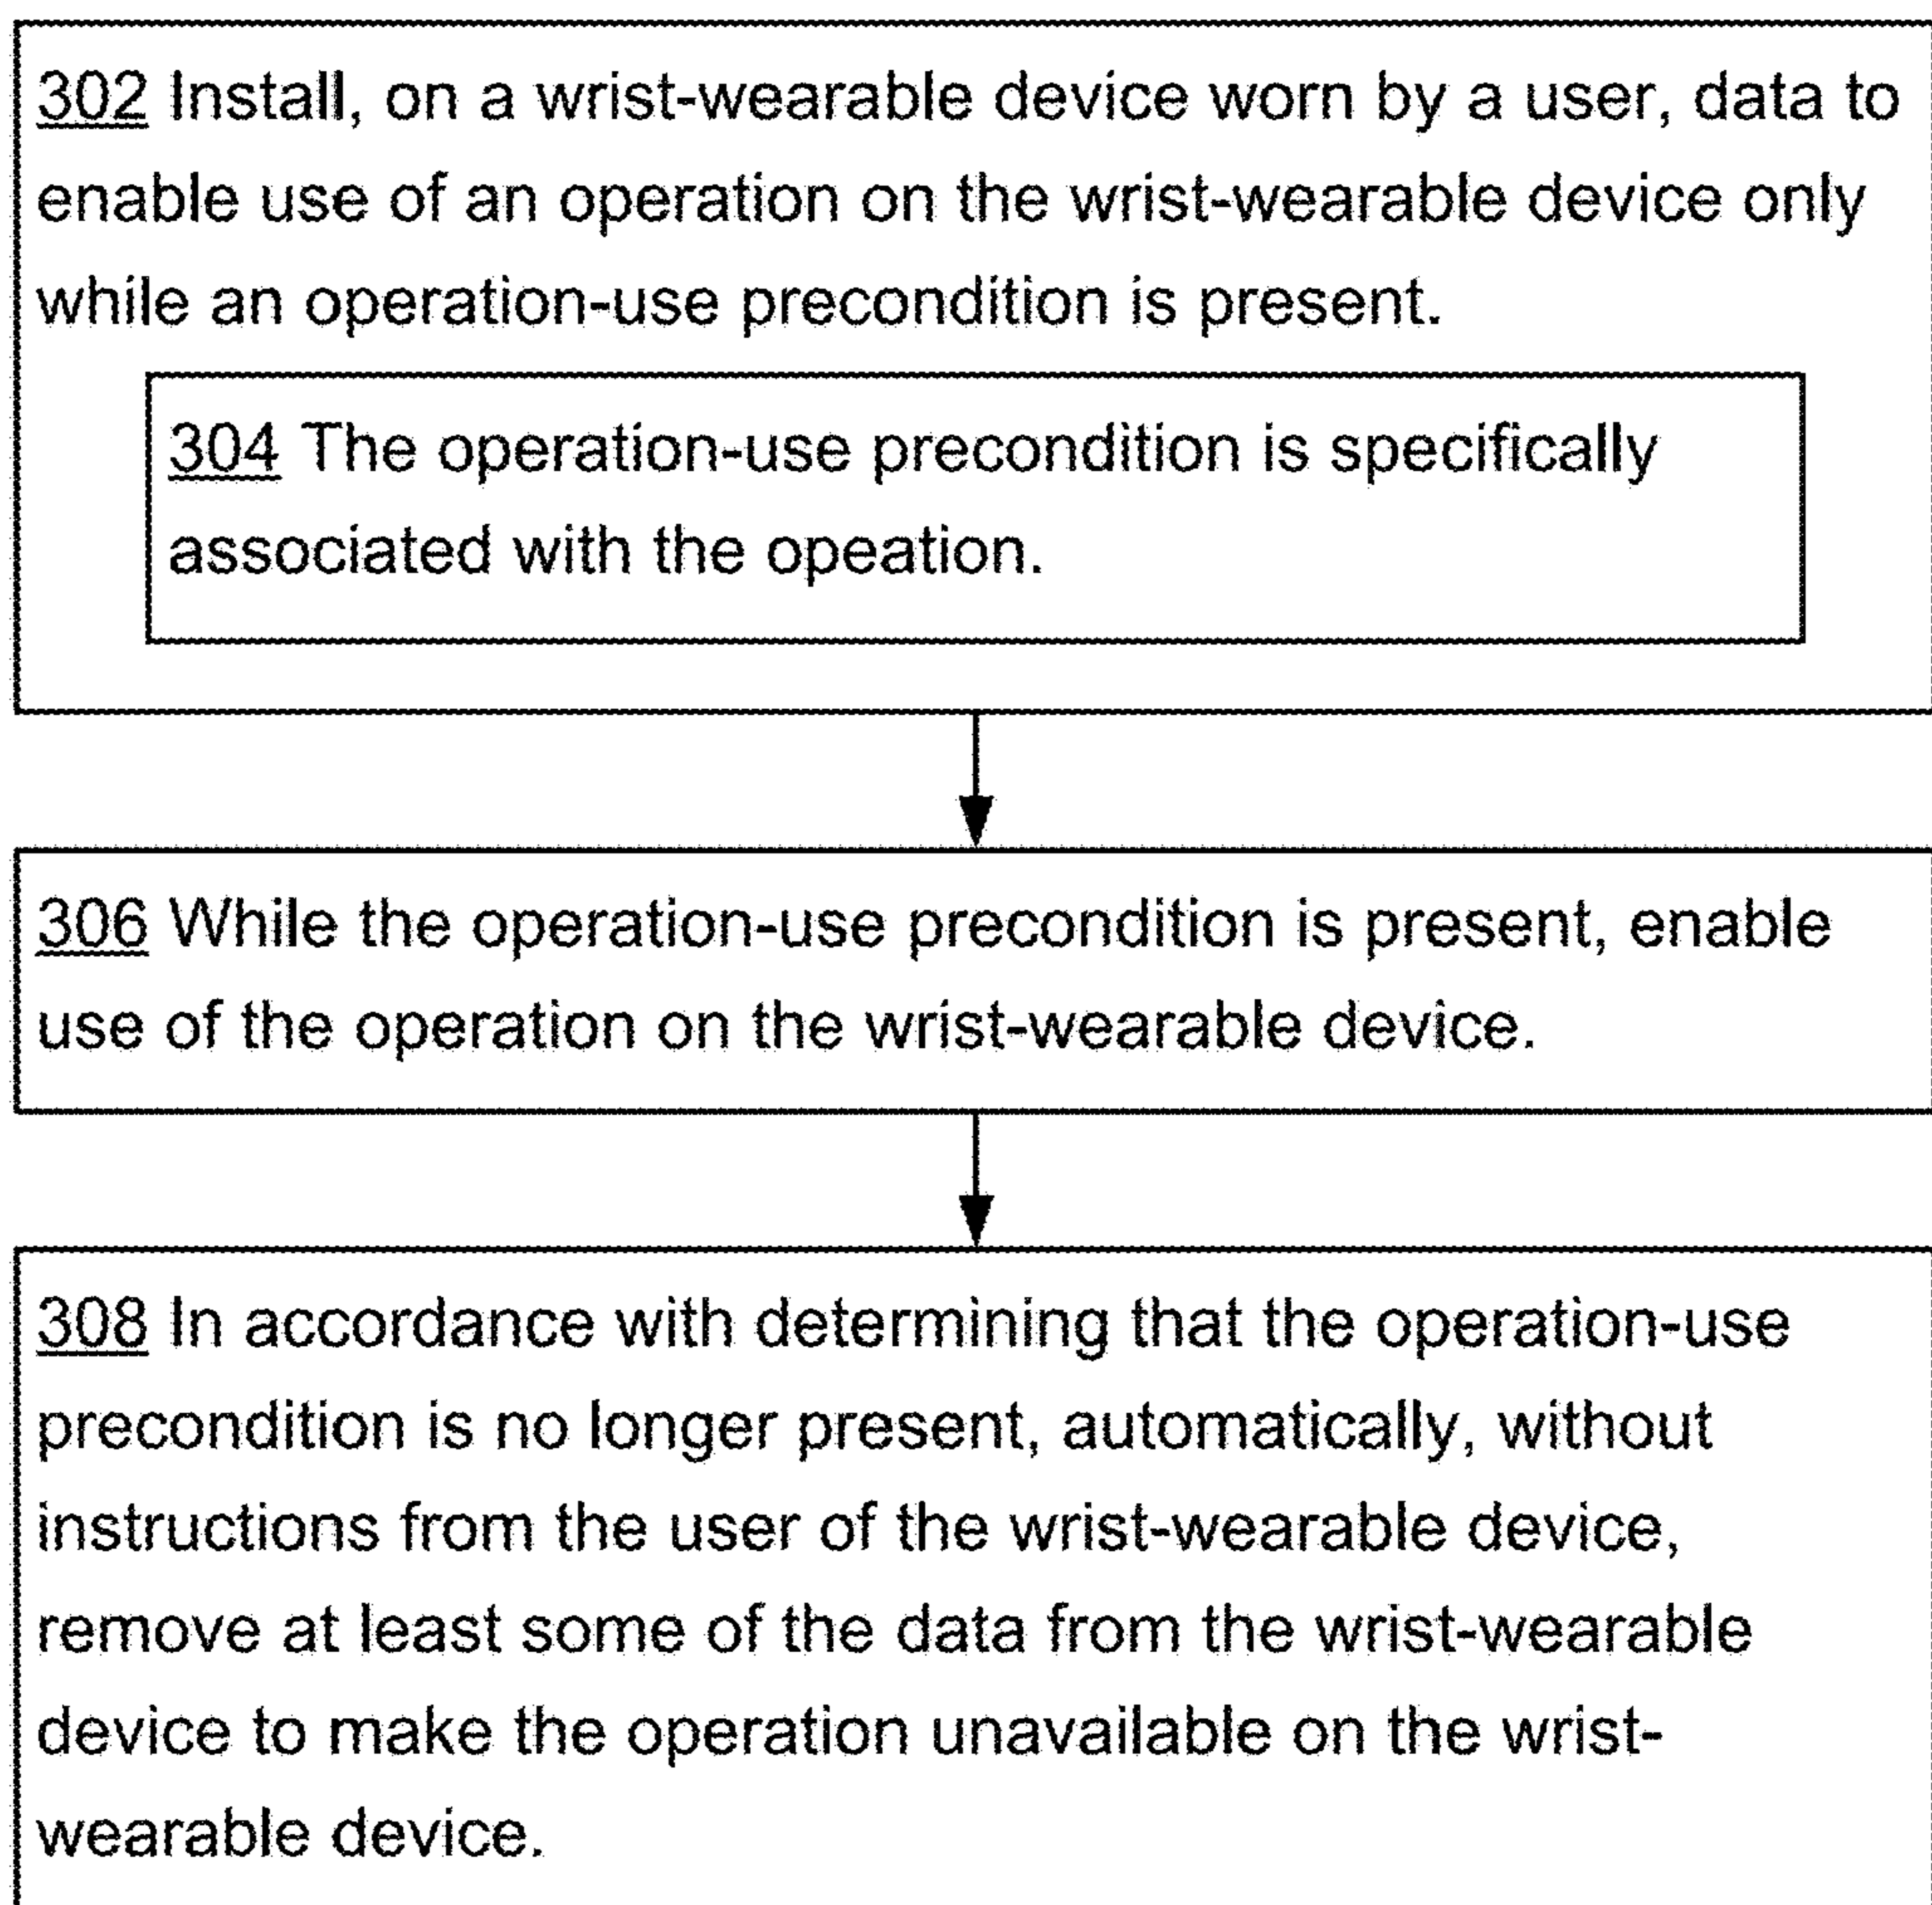 302 Install, on a wrist-wearable device worn by a user, data to
enable use of an operation on the wrist-wearable device only
while an operation-use precondition is present.
304 The operation-use precondition is specifically
associated with the opeation.
306 While the operation-use precondition is present, enable
use of the operation on the wrist-wearable device.
308 In accordance with determining that the operation-use
precondition is no longer present, automatically, without
instructions from the user of the wrist-wearable device,
remove at least some of the data from the wrist-wearable
device to make the operation unavailable on the wrist-
wearable device.